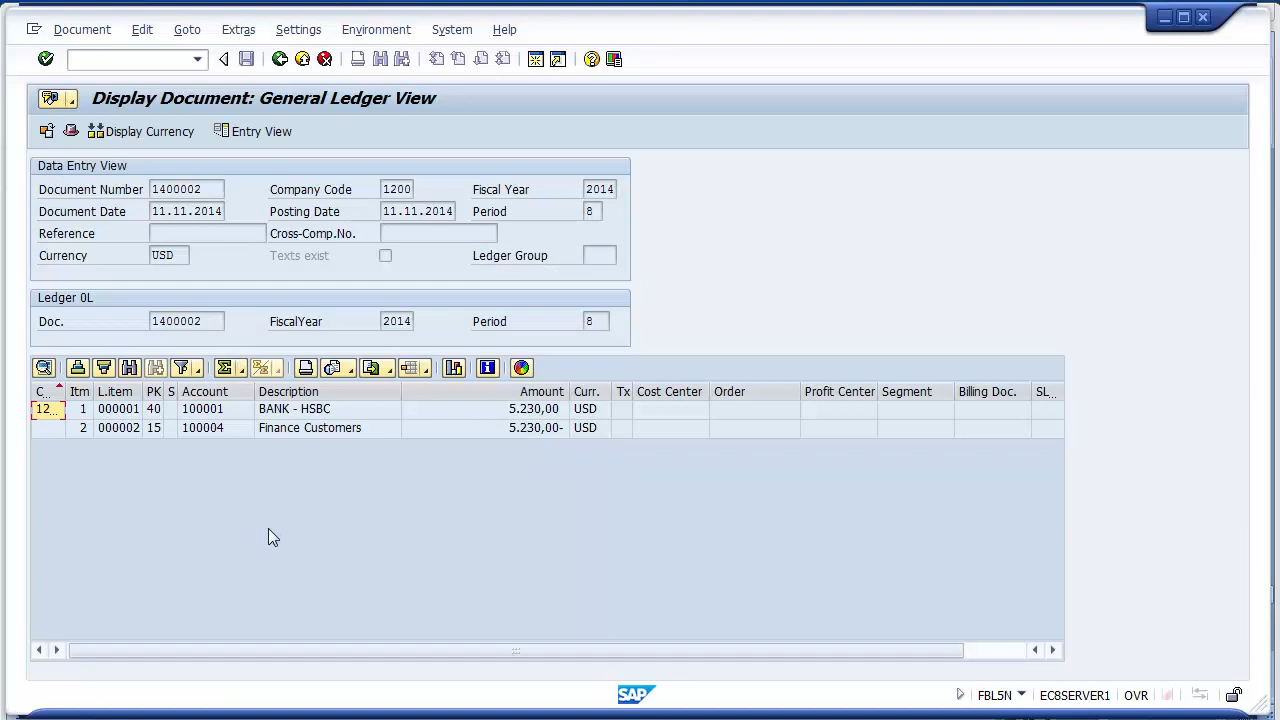 Document Edit Goto Extras Settings Environment System Help
Display Document: General Ledger View
Display Currency Entry View
Data Entry View
Document Number 1400002 Company Code 1200 Fiscal Year 2014
Document Date 11.11.2014 Posting Date 11.11.2014 Period 8
Reference Cross-Comp.No.
Currency USD Texts exist Ledger Group
Ledger 0L
Doc. 1400002 FiscalYear 2014 Period 8
C... Itm L.item PK S Account Description Amount Curr. Tx Cost Center Order Profit Center Segment Billing Doc. SL...
12... 1 000001 40 100001 BANK - HSBC 5.230,00 USD
2 000002 15 100004 Finance Customers 5.230,00- USD
SAP FBL5N EC8SERVER1 OVR